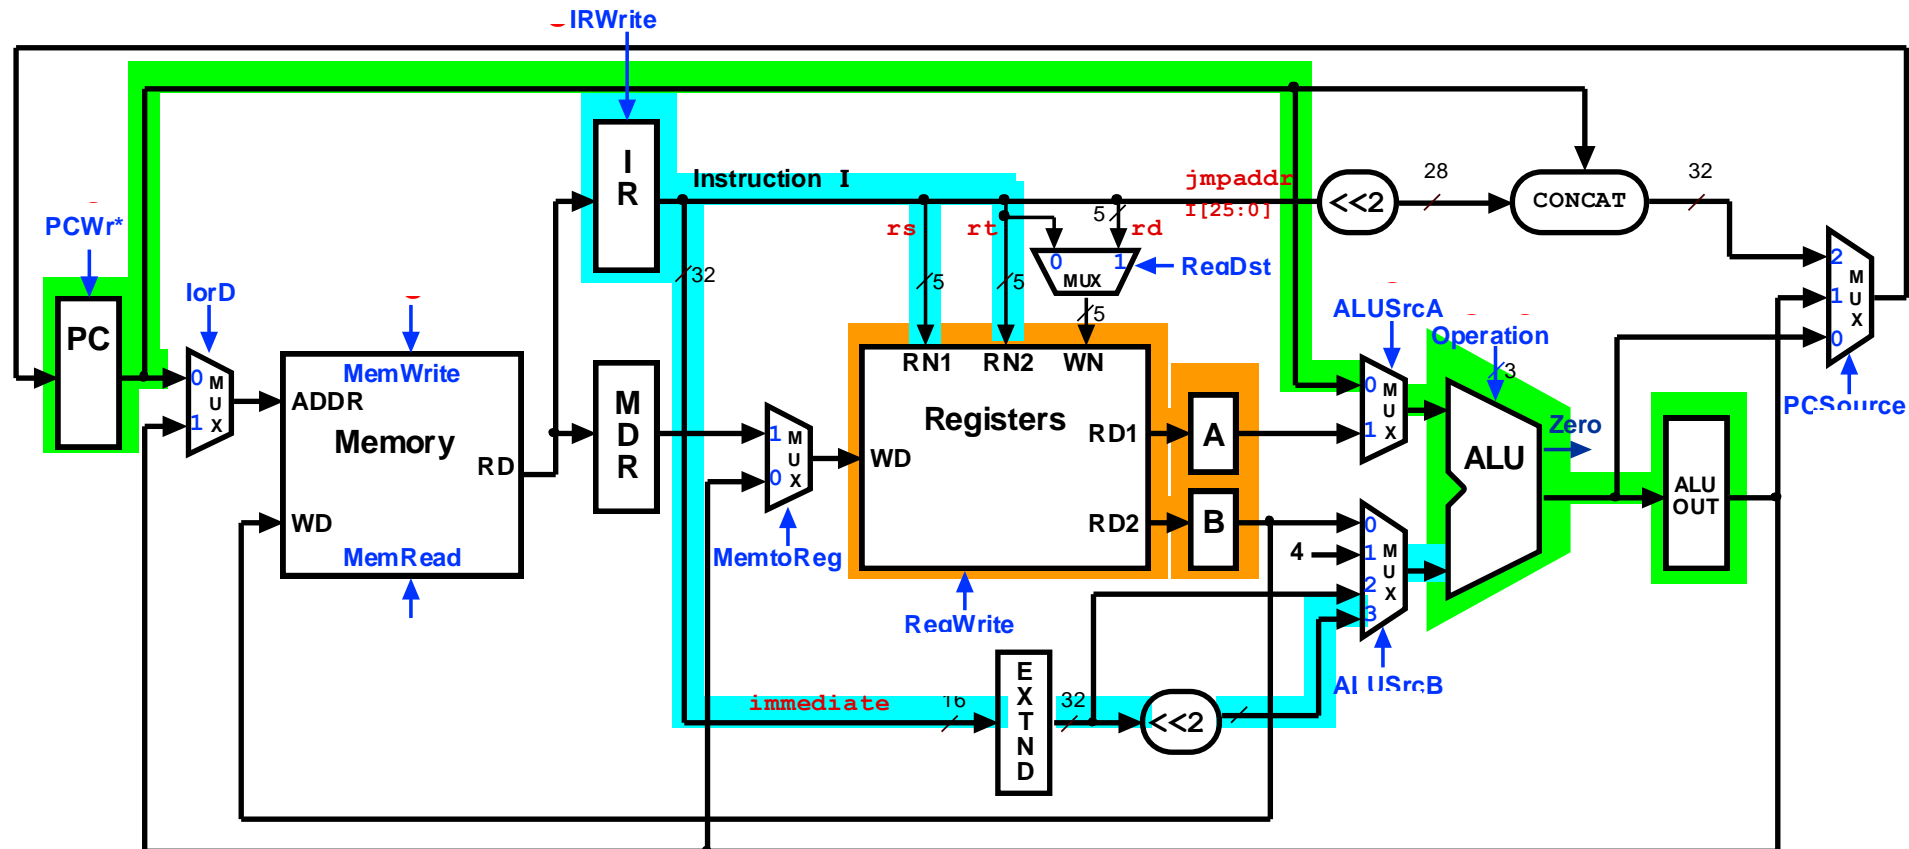 IRWrite
I
R
Instruction I
jmpaddr
I[25:0]
<<2
28
CONCAT
32
PCWr*
PC
IorD
0
1
M
U
X
MemWrite
ADDR
Memory
RD
WD
MemRead
M
D
R
32
rs
rt
rd
5
5
5
0
1
MUX
RegDst
5
RN1
RN2
WN
Registers
RD1
WD
RD2
RegWrite
1
0
M
U
X
MemtoReg
A
B
4
ALUSrcA
0
1
M
U
X
Operation
3
Zero
ALU
ALU
OUT
0
1
2
3
M
U
X
ALUSrcB
2
1
0
M
U
X
PCSource
immediate
16
E
X
T
N
D
32
<<2